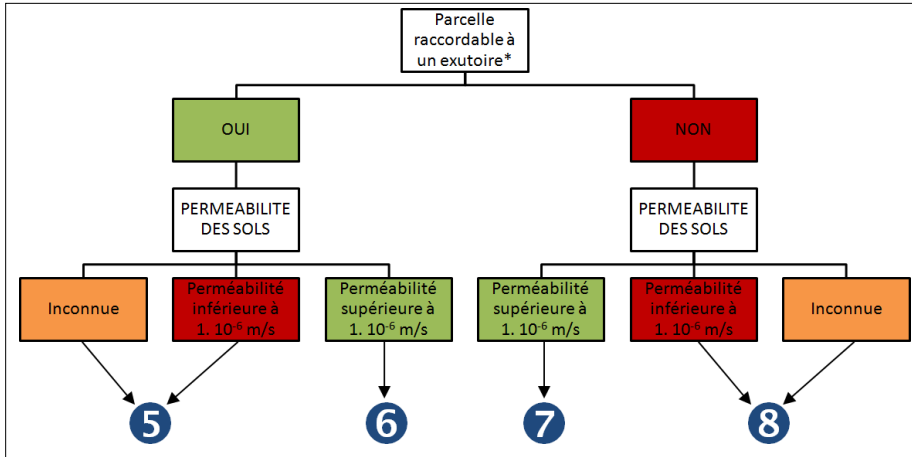 Parcelle
raccordable à
un exutoire*
OUI
NON
PERMEABILITE
DES SOLS
PERMEABILITE
DES SOLS
Inconnue
Perméabilité
inférieure à
1. 10⁻⁶ m/s
Perméabilité
supérieure à
1. 10⁻⁶ m/s
Perméabilité
supérieure à
1. 10⁻⁶ m/s
Perméabilité
inférieure à
1. 10⁻⁶ m/s
Inconnue
5
6
7
8